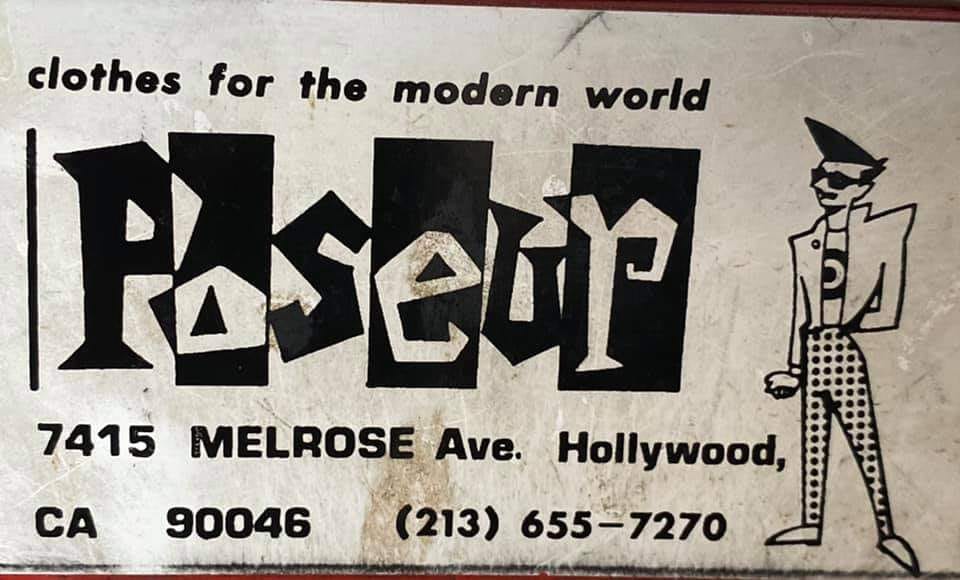 clothes for the modern world
Poseur
7415 MELROSE Ave. Hollywood,
CA 90046 (213) 655-7270